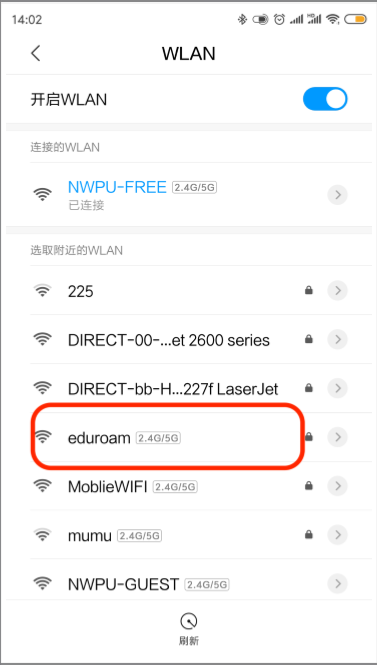 14:02
WLAN
开启WLAN
连接的WLAN
NWPU-FREE 2.4G/5G
已连接
选取附近的WLAN
225
DIRECT-00-...et 2600 series
DIRECT-bb-H...227f LaserJet
eduroam 2.4G/5G
MoblieWIFI 2.4G/5G
mumu 2.4G/5G
NWPU-GUEST 2.4G/5G
刷新